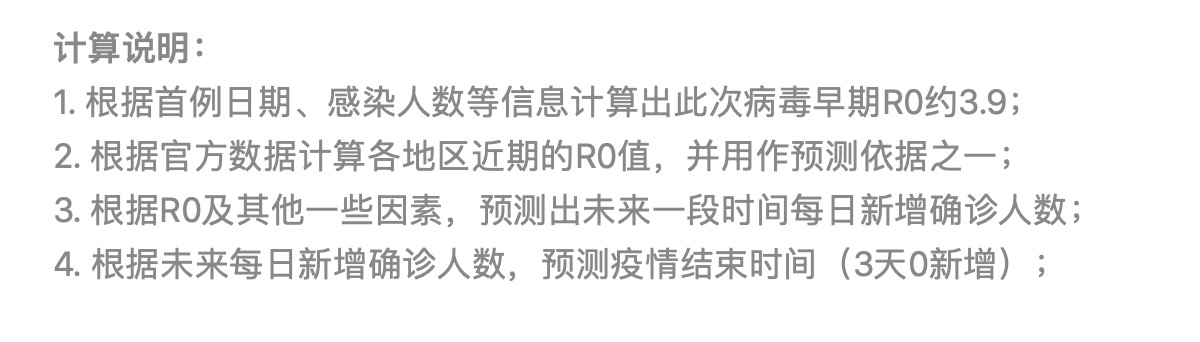 计算说明：
1. 根据首例日期、感染人数等信息计算出此次病毒早期R0约3.9；
2. 根据官方数据计算各地区近期的R0值，并用作预测依据之一；
3. 根据R0及其他一些因素，预测出未来一段时间每日新增确诊人数；
4. 根据未来每日新增确诊人数，预测疫情结束时间（3天0新增）；